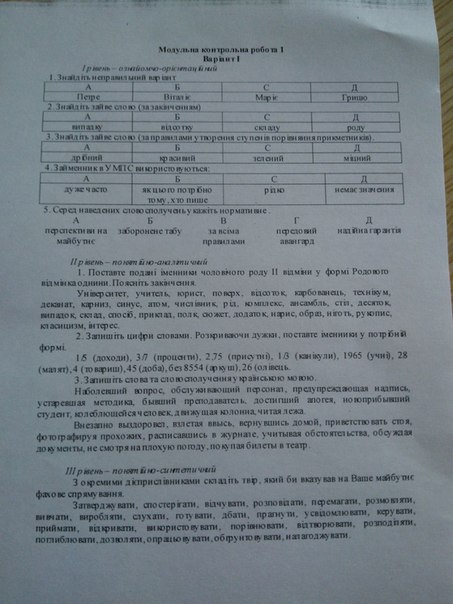 Модульна контрольна робота 1
Варіант I
I рівень – ознайомчо-орієнтаційний
1. Знайдіть неправильний варіант
А Б С Д
Петре Віталіє Маріє Грицю
2. Знайдіть зайве слово (за закінченням)
А Б С Д
випадку відсотку складу роду
3. Знайдіть зайве слово (за правилами утворення ступенів порівняння прикметників).
А Б С Д
дрібний красивий зелений міцний
4. Займенник в УМПС використовується:
А Б С Д
дуже часто якщо го потрібно рідко немає значення
тому, хто пише
5. Серед наведених словосполучень укажіть нормативне.
А Б В Г Д
перспективи на заборонене табу за всіма передовий надійна гарантія
майбутнє правилами авангард
II рівень – понятійно-аналітичний
1. Поставте подані іменники чоловічого роду II відміни у формі Родового
відмінка однини. Поясніть закінчення.
Університет, учитель, юрист, поверх, відсоток, карбованець, технікум,
деканат, карниз, синус, атом, числівник, рід, комплекс, ансамбль, стіл, десяток,
випадок, склад, спосіб, приклад, полк, сюжет, додаток, нарис, образ, ніготь, рукопис,
класицизм, інтерес.
2. Запишіть цифри словами. Розкриваючи дужки, поставте іменники у потрібній
формі.
1/5 (доходи), 3/7 (проценти), 2,75 (присутні), 1/3 (канікули), 1965 (учні), 28
(малят), 4 (товариш), 45 (доба), без 8554 (аркуш), 26 (олівець.
3. Запишіть слова та словосполучення українською мовою.
Наболевший вопрос, обслуживающий персонал, предупреждающая надпись,
устаревшая методика, бывший преподаватель, достигший апогея, новоприбывший
студент, колеблющейся человек, движущая колонна, читая лежа.
Внезапно выздоровел, взлетая ввысь, вернувшись домой, приветствовать стоя,
фотографируя прохожих, расписавшись в журнале, учитывая обстоятельства, обсуждая
документы, не смотря на плохую погоду, покупая билеты в театр.
III рівень – понятійно-синтетичний
З окремими дієприслівниками складіть твір, який би вказував на Ваше майбутнє
фахове спрямування.
Затверджувати, спостерігати, відчувати, розповідати, перемагати, розмовляти,
вивчати, виробляти, слухати, готувати, дбати, прагнути, усвідомлювати, керувати,
приймати, відкривати, використовувати, порівнювати, відтворювати, розподіляти,
поглиблювати, дозволяти, опрацьовувати, обґрунтовувати, налагоджувати.